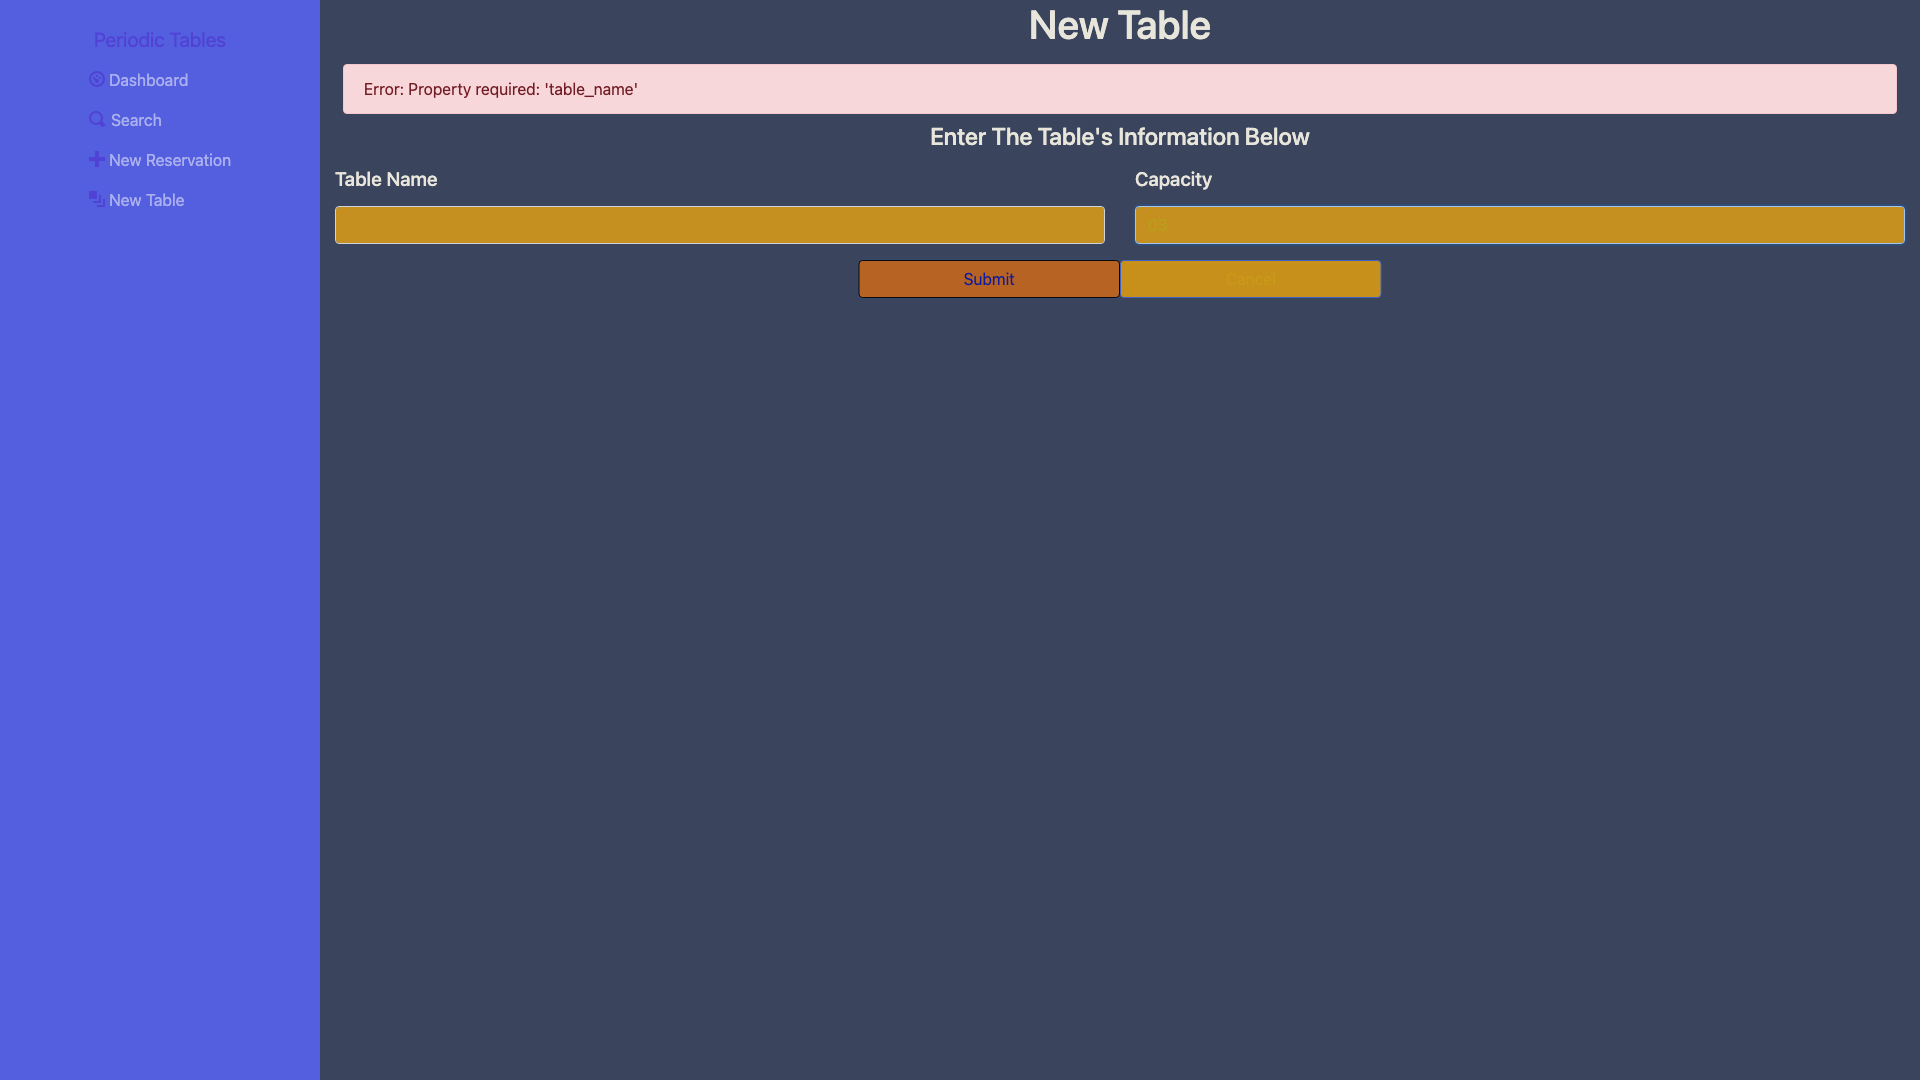 Periodic Tables
Dashboard
Search
New Reservation
New Table
New Table
Error: Property required: 'table_name'
Enter The Table's Information Below
Table Name
Capacity
Submit
Cancel